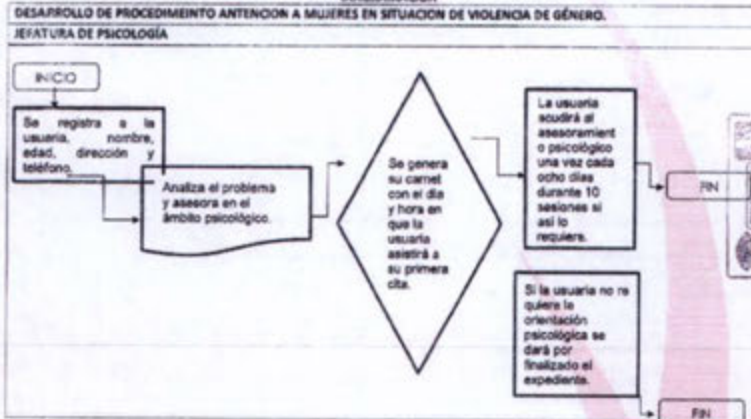 DESARROLLO DE PROCEDIMEINTO ANTENCION A MUJERES EN SITUACION DE VIOLENCIA DE GÉNERO.
JEFATURA DE PSICOLOGÍA
INICIO
Se registra a la
usuaria, nombre,
edad, dirección y
teléfono.
Analiza el problema
y asesora en el
ámbito psicológico.
Se genera
su carnet
con el día
y hora en
que la
usuaria
asistirá a
su primera
cita.
La usuaria
acudirá al
asesoramient
o psicológico
una vez cada
ocho días
durante 10
sesiones si
así lo
requiere.
FIN
Si la usuaria no re
quiere la
orientación
psicológica se
dará por
finalizado el
expediente.
FIN